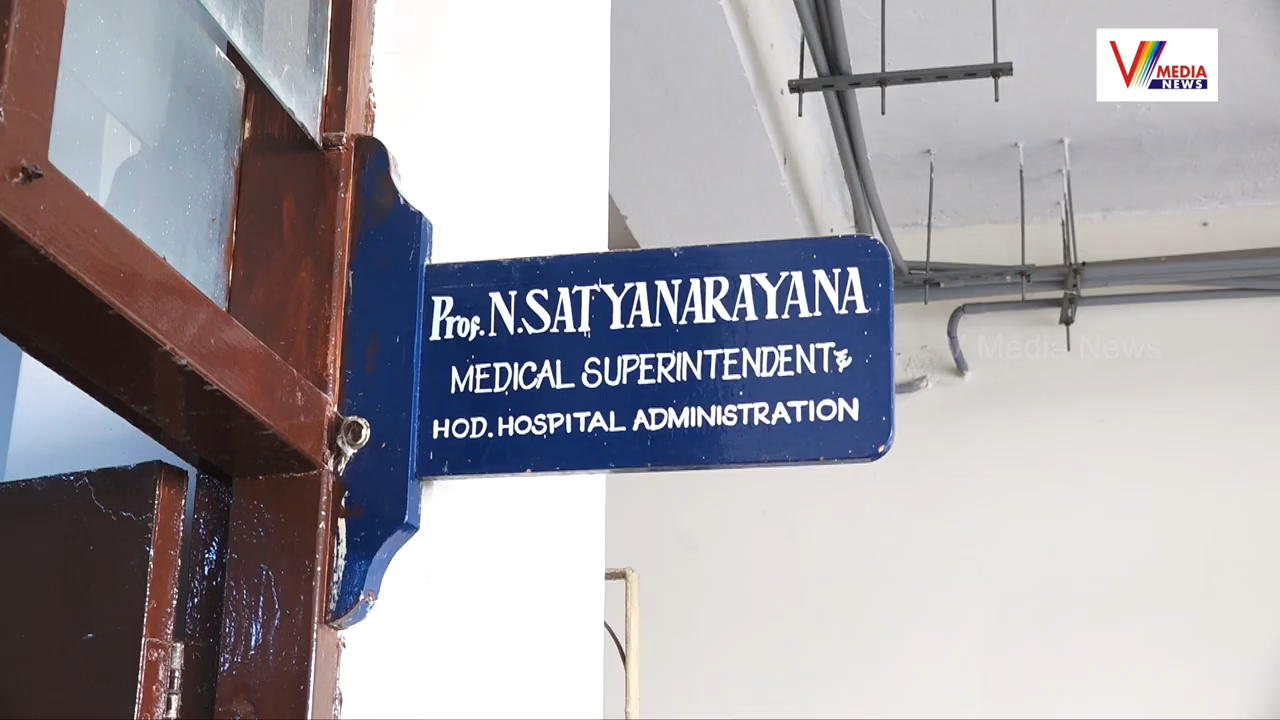 V MEDIA
NEWS
Prof. N. SATYANARAYANA
MEDICAL SUPERINTENDENT &
HOD. HOSPITAL ADMINISTRATION
Media News